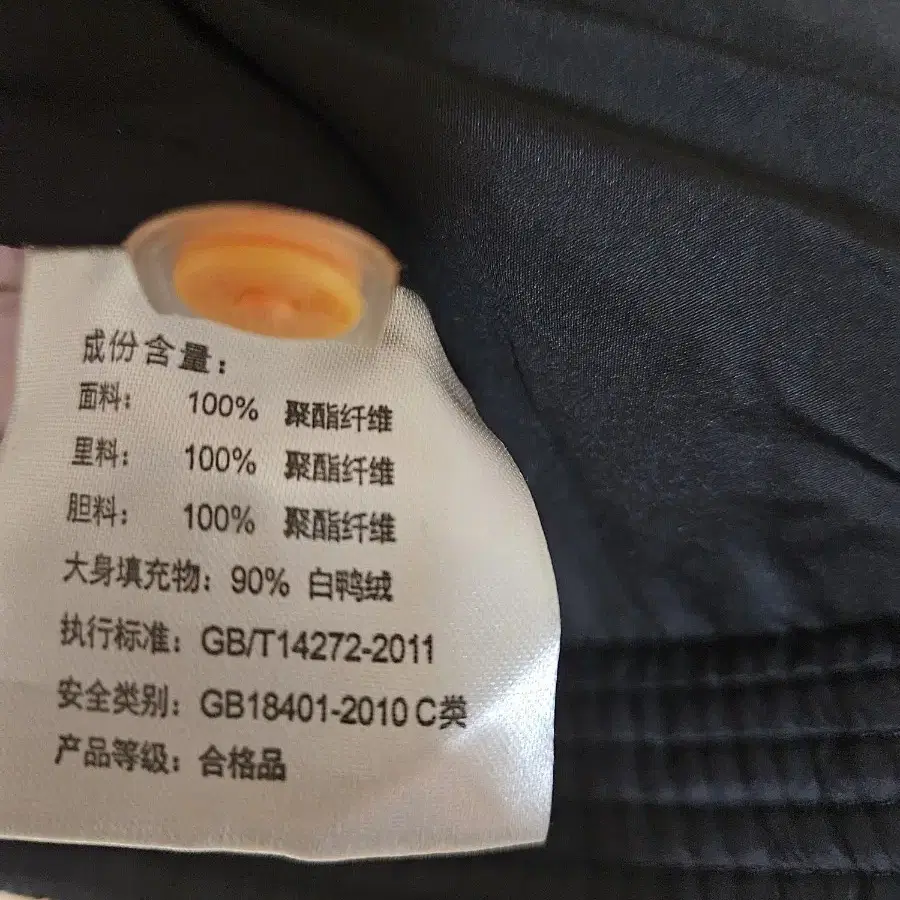 成份含量：
面料： 100% 聚酯纤维
里料： 100% 聚酯纤维
胆料： 100% 聚酯纤维
大身填充物：90% 白鸭绒
执行标准：GB/T14272-2011
安全类别：GB18401-2010 C类
产品等级：合格品